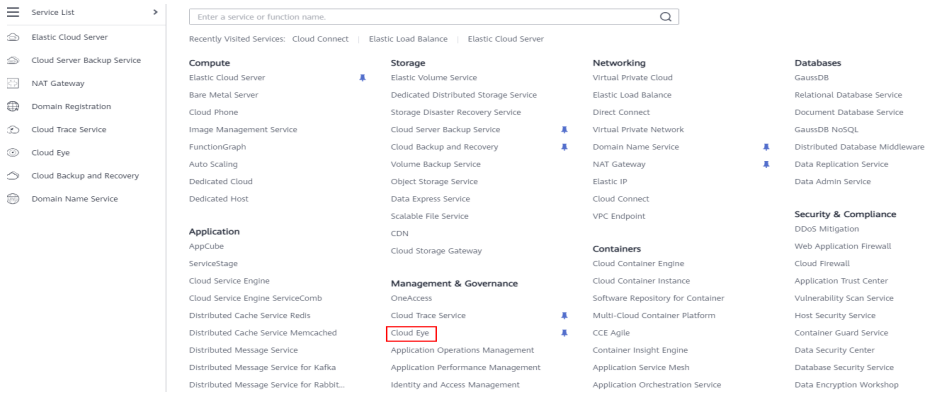 Service List >
Elastic Cloud Server
Cloud Server Backup Service
NAT Gateway
Domain Registration
Cloud Trace Service
Cloud Eye
Cloud Backup and Recovery
Domain Name Service
Enter a service or function name.
Recently Visited Services: Cloud Connect | Elastic Load Balance | Elastic Cloud Server
Compute
Elastic Cloud Server
Bare Metal Server
Cloud Phone
Image Management Service
FunctionGraph
Auto Scaling
Dedicated Cloud
Dedicated Host
Application
AppCube
ServiceStage
Cloud Service Engine
Cloud Service Engine ServiceComb
Distributed Cache Service Redis
Distributed Cache Service Memcached
Distributed Message Service
Distributed Message Service for Kafka
Distributed Message Service for Rabbit...
Storage
Elastic Volume Service
Dedicated Distributed Storage Service
Storage Disaster Recovery Service
Cloud Server Backup Service
Cloud Backup and Recovery
Volume Backup Service
Object Storage Service
Data Express Service
Scalable File Service
CDN
Cloud Storage Gateway
Management & Governance
OneAccess
Cloud Trace Service
Cloud Eye
Application Operations Management
Application Performance Management
Identity and Access Management
Networking
Virtual Private Cloud
Elastic Load Balance
Direct Connect
Virtual Private Network
Domain Name Service
NAT Gateway
Elastic IP
Cloud Connect
VPC Endpoint
Containers
Cloud Container Engine
Cloud Container Instance
Software Repository for Container
Multi-Cloud Container Platform
CCE Agile
Container Insight Engine
Application Service Mesh
Application Orchestration Service
Databases
GaussDB
Relational Database Service
Document Database Service
GaussDB NoSQL
Distributed Database Middleware
Data Replication Service
Data Admin Service
Security & Compliance
DDoS Mitigation
Web Application Firewall
Cloud Firewall
Application Trust Center
Vulnerability Scan Service
Host Security Service
Container Guard Service
Data Security Center
Database Security Service
Data Encryption Workshop